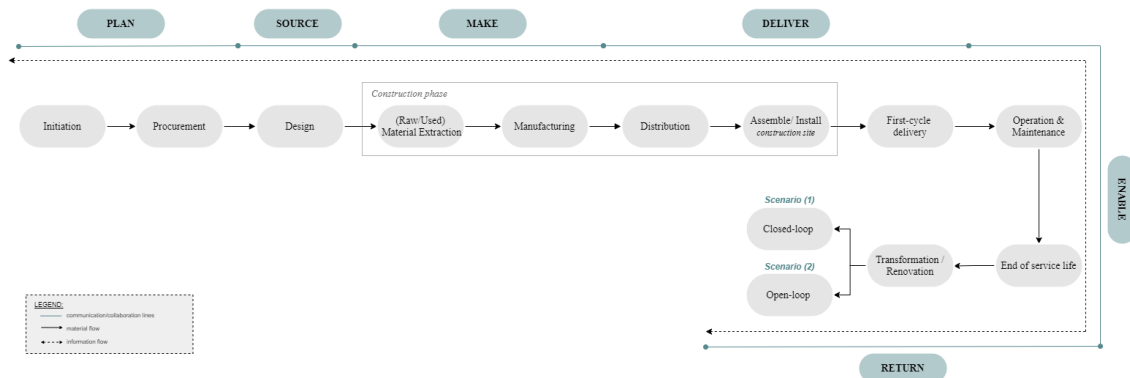 PLAN
SOURCE
MAKE
DELIVER
Construction phase
Initiation
Procurement
Design
(Raw/Used)
Material Extraction
Manufacturing
Distribution
Assemble/ Install
construction site
First-cycle
delivery
Operation &
Maintenance
ENABLE
Scenario (1)
Closed-loop
Scenario (2)
Open-loop
Transformation /
Renovation
End of service life
LEGEND:
communication/collaboration lines
material flow
information flow
RETURN